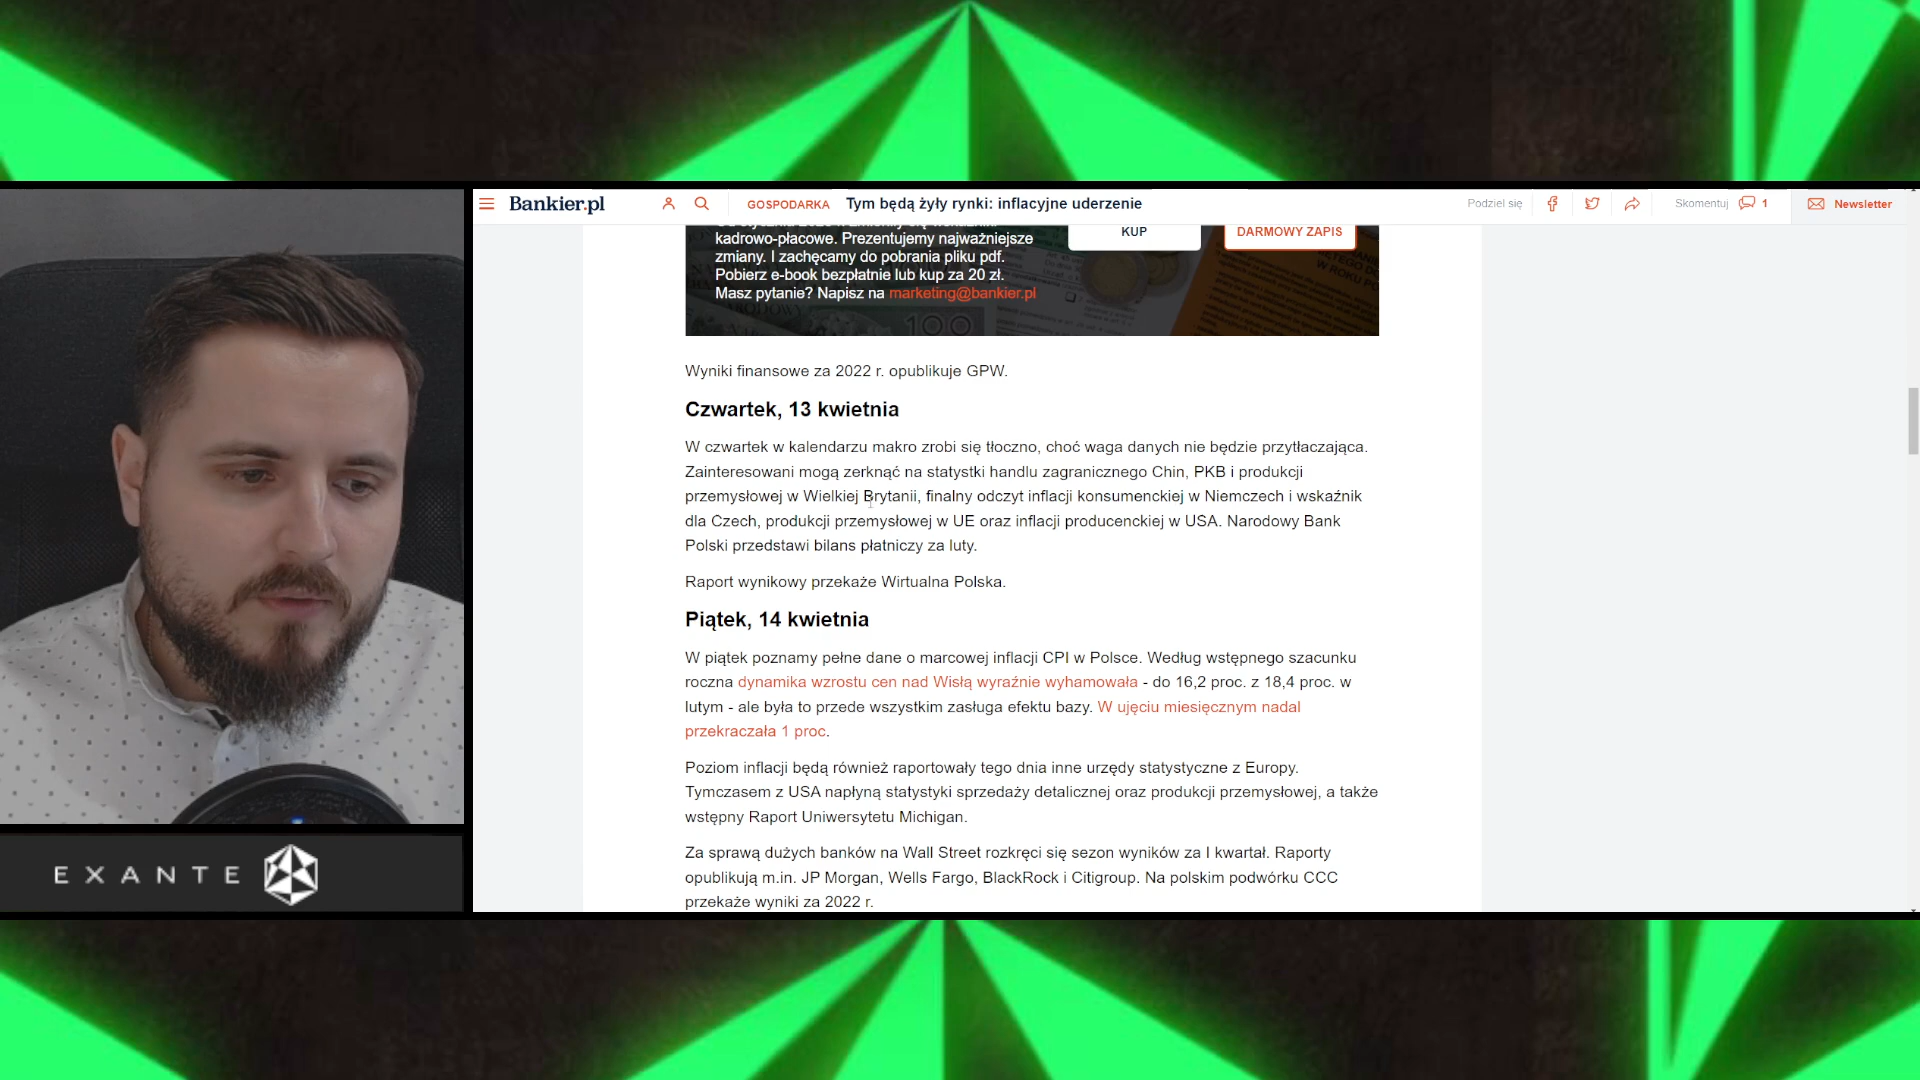 Bankier.pl
GOSPODARKA
Tym będą żyły rynki: inflacyjne uderzenie
Podziel się
Skomentuj
1
Newsletter
kadrowo-płacowe. Prezentujemy najważniejsze
zmiany. I zachęcamy do pobrania pliku pdf.
Pobierz e-book bezpłatnie lub kup za 20 zł.
Masz pytanie? Napisz na marketing@bankier.pl
KUP
DARMOWY ZAPIS
100
Wyniki finansowe za 2022 r. opublikuje GPW.
Czwartek, 13 kwietnia
W czwartek w kalendarzu makro zrobi się tłoczno, choć waga danych nie będzie przytłaczająca.
Zainteresowani mogą zerknąć na statystki handlu zagranicznego Chin, PKB i produkcji
przemysłowej w Wielkiej Brytanii, finalny odczyt inflacji konsumenckiej w Niemczech i wskaźnik
dla Czech, produkcji przemysłowej w UE oraz inflacji producenckiej w USA. Narodowy Bank
Polski przedstawi bilans płatniczy za luty.
Raport wynikowy przekaże Wirtualna Polska.
Piątek, 14 kwietnia
W piątek poznamy pełne dane o marcowej inflacji CPI w Polsce. Według wstępnego szacunku
roczna dynamika wzrostu cen nad Wisłą wyraźnie wyhamowała - do 16,2 proc. z 18,4 proc. w
lutym - ale była to przede wszystkim zasługa efektu bazy. W ujęciu miesięcznym nadal
przekraczała 1 proc.
Poziom inflacji będą również raportowały tego dnia inne urzędy statystyczne z Europy.
Tymczasem z USA napłyną statystyki sprzedaży detalicznej oraz produkcji przemysłowej, a także
wstępny Raport Uniwersytetu Michigan.
Za sprawą dużych banków na Wall Street rozkręci się sezon wyników za I kwartał. Raporty
opublikują m.in. JP Morgan, Wells Fargo, BlackRock i Citigroup. Na polskim podwórku CCC
przekaże wyniki za 2022 r.
EXANTE